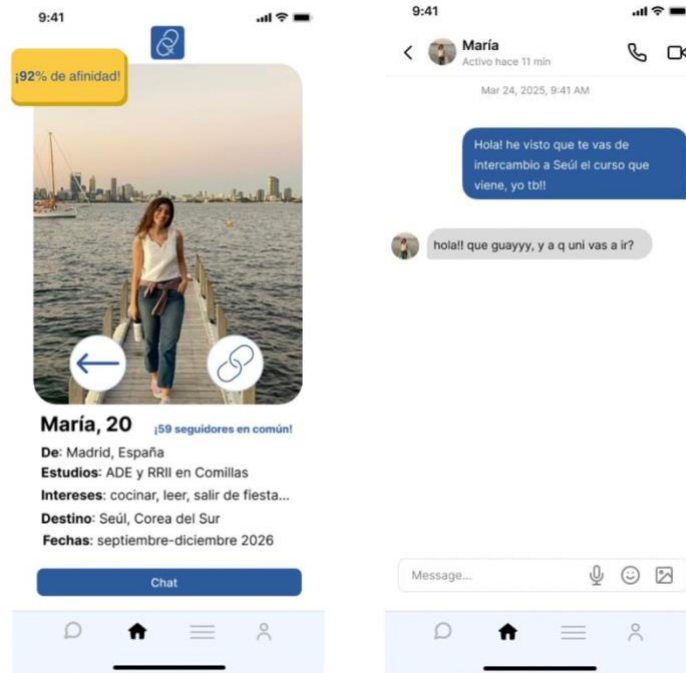 9:41
¡92% de afinidad!
María, 20
¡59 seguidores en común!
De: Madrid, España
Estudios: ADE y RRII en Comillas
Intereses: cocinar, leer, salir de fiesta...
Destino: Seúl, Corea del Sur
Fechas: septiembre-diciembre 2026
Chat
9:41
María
Activo hace 11 min
Mar 24, 2025, 9:41 AM
Hola! he visto que te vas de
intercambio a Seúl el curso que
viene, yo tb!!
hola!! que guayyy, y a q uni vas a ir?
Message...